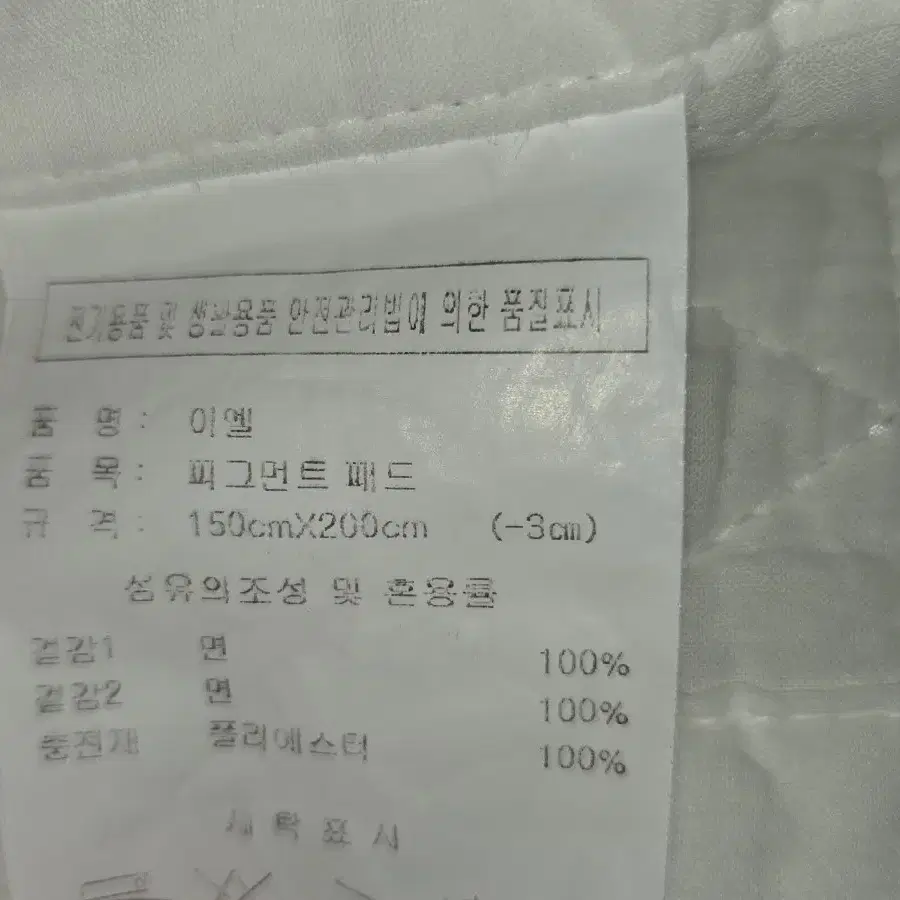 전기용품 및 생활용품 안전관리법에 의한 품질표시
품 명 : 이엘
품 목 : 피그먼트 패드
규 격 : 150cmX200cm (-3cm)
섬유의조성 및 혼용률
겉감1 면 100%
겉감2 면 100%
충전재 폴리에스터 100%
세 탁 표 시